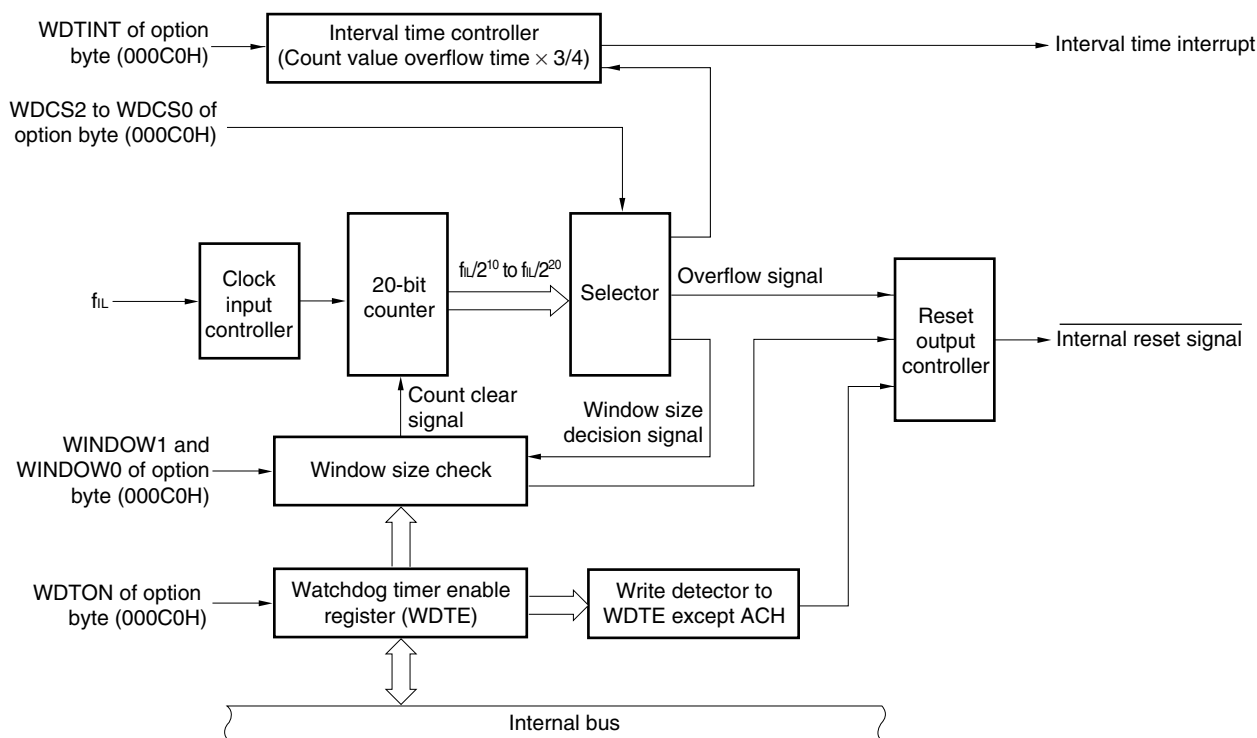 WDTINT of option
byte (000C0H)
Interval time controller
(Count value overflow time × 3/4)
Interval time interrupt
WDCS2 to WDCS0 of
option byte (000C0H)
fIL
Clock
input
controller
20-bit
counter
fIL/2^10 to fIL/2^20
Selector
Overflow signal
Reset
output
controller
Internal reset signal
Count clear
signal
Window size
decision signal
WINDOW1 and
WINDOW0 of option
byte (000C0H)
Window size check
WDTON of option
byte (000C0H)
Watchdog timer enable
register (WDTE)
Write detector to
WDTE except ACH
Internal bus